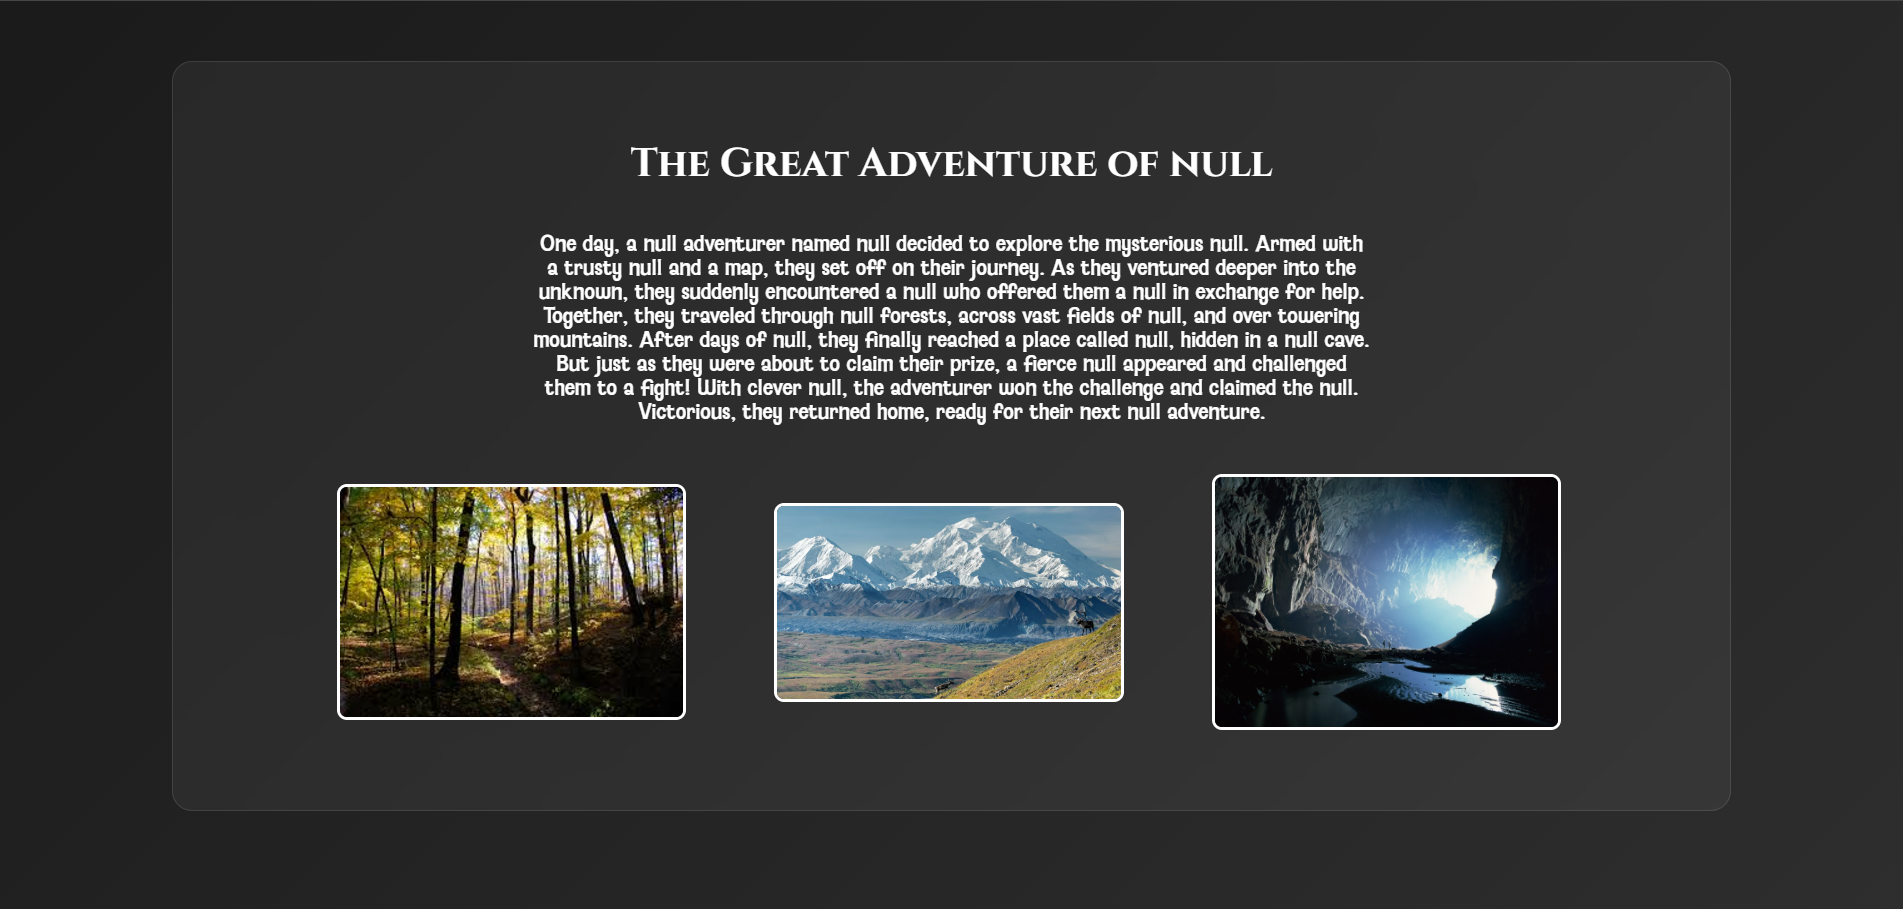 The Great Adventure of null
One day, a null adventurer named null decided to explore the mysterious null. Armed with
a trusty null and a map, they set off on their journey. As they ventured deeper into the
unknown, they suddenly encountered a null who offered them a null in exchange for help.
Together, they traveled through null forests, across vast fields of null, and over towering
mountains. After days of null, they finally reached a place called null, hidden in a null cave.
But just as they were about to claim their prize, a fierce null appeared and challenged
them to a fight! With clever null, the adventurer won the challenge and claimed the null.
Victorious, they returned home, ready for their next null adventure.